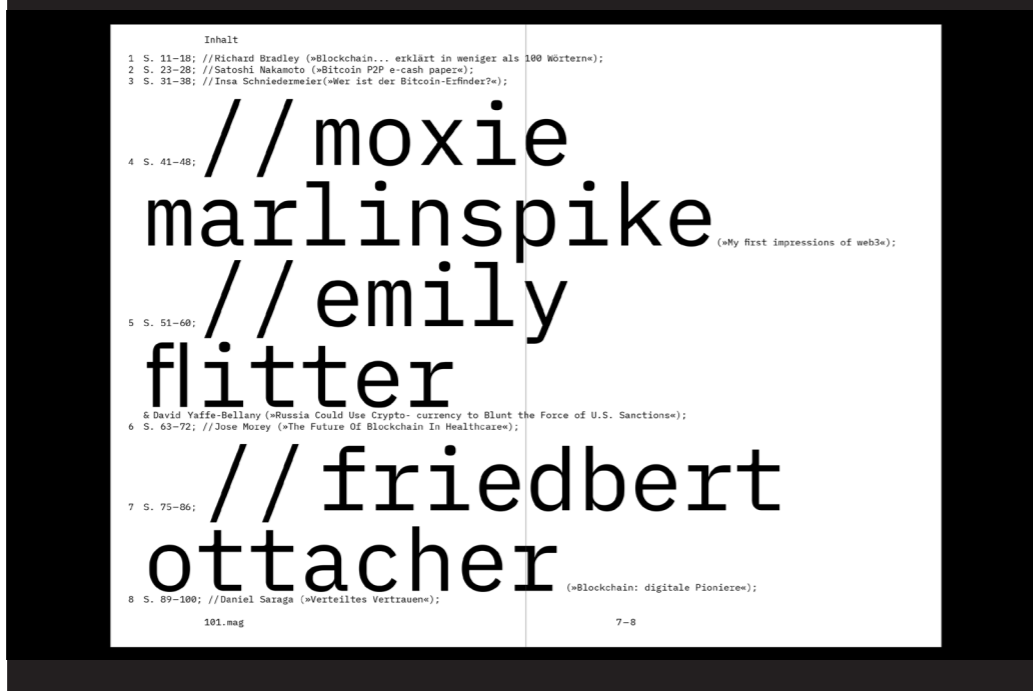 Inhalt
1 S. 11–18; //Richard Bradley (»Blockchain... erklärt in weniger als 100 Wörtern«);
2 S. 23–28; //Satoshi Nakamoto (»Bitcoin P2P e-cash paper«);
3 S. 31–38; //Insa Schniedermeier(»Wer ist der Bitcoin-Erfinder?«);
4 S. 41–48; //moxie
marlinspike (»My first impressions of web3«);
5 S. 51–60; //emily
flitter
& David Yaffe-Bellany (»Russia Could Use Crypto- currency to Blunt the Force of U.S. Sanctions«);
6 S. 63–72; //Jose Morey (»The Future Of Blockchain In Healthcare«);
7 S. 75–86; //friedbert
ottacher (»Blockchain: digitale Pioniere«);
8 S. 89–100; //Daniel Saraga (»Verteiltes Vertrauen«);
101.mag 7–8